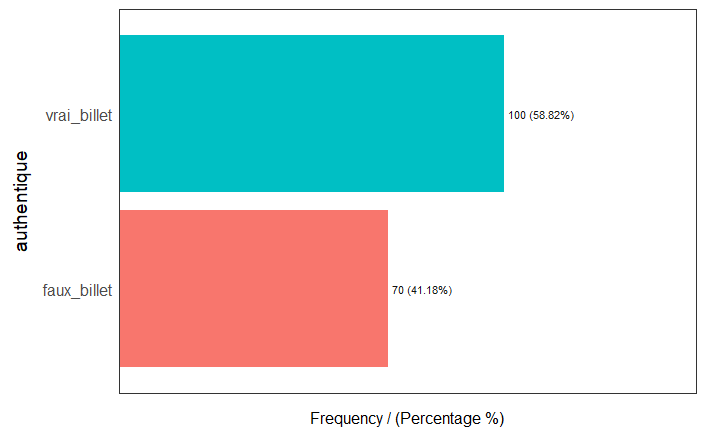 authentique
vrai_billet
100 (58.82%)
faux_billet
70 (41.18%)
Frequency / (Percentage %)